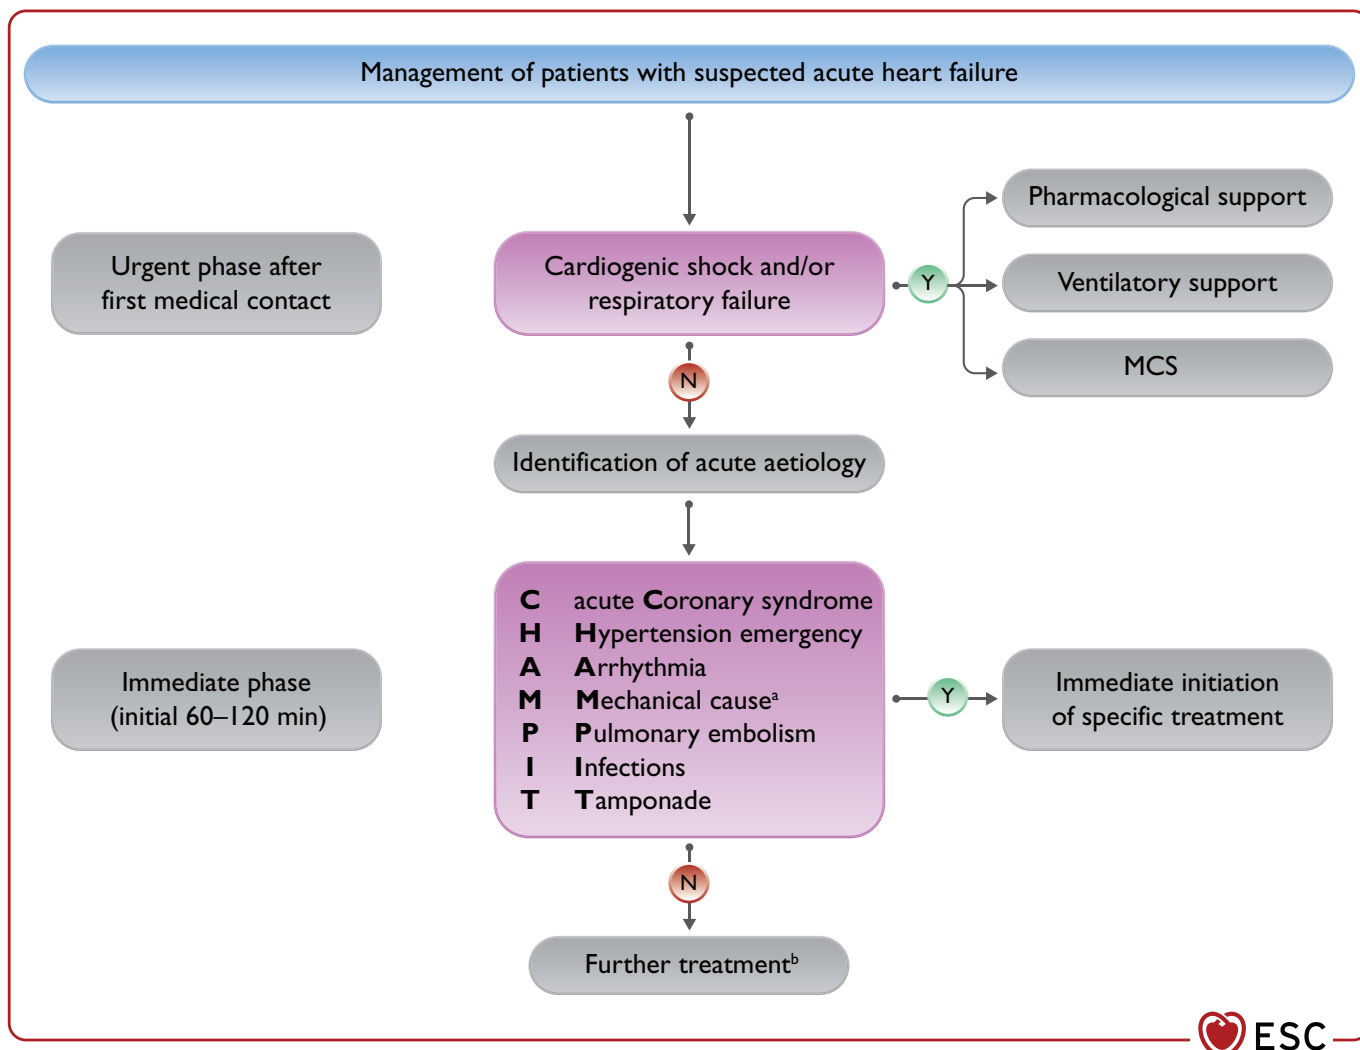 Management of patients with suspected acute heart failure
Pharmacological support
Urgent phase after
first medical contact
Cardiogenic shock and/or
respiratory failure
Y
Ventilatory support
MCS
N
Identification of acute aetiology
C acute Coronary syndrome
H Hypertension emergency
A Arrhythmia
M Mechanical causeᵃ
P Pulmonary embolism
I Infections
T Tamponade
Immediate phase
(initial 60–120 min)
Y
Immediate initiation
of specific treatment
N
Further treatmentᵇ
ESC